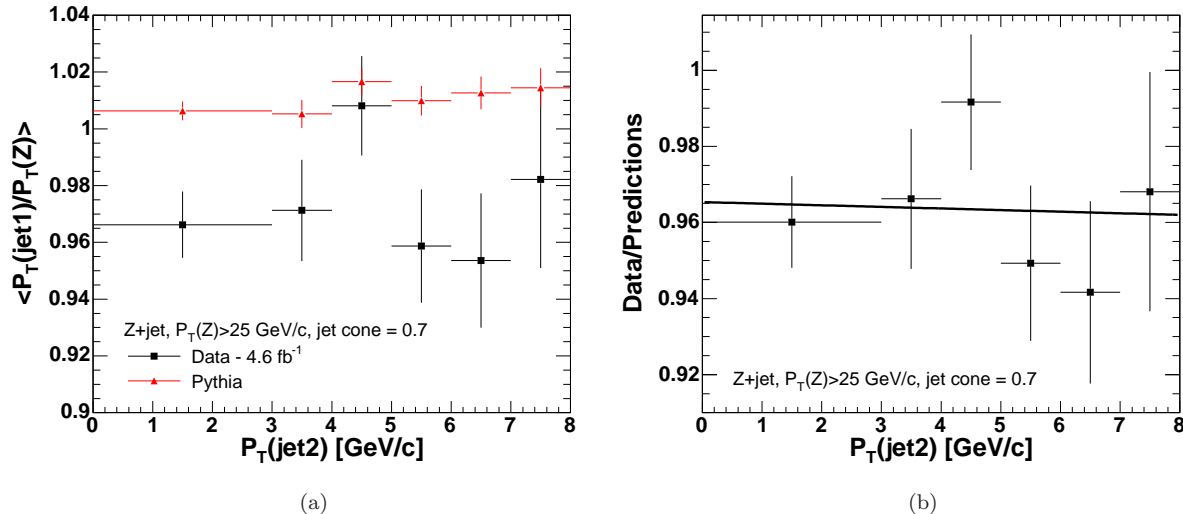 1.04
1.02
1
0.98
0.96
0.94
0.92
0.9
<P_T(jet1)/P_T(Z)>
Z+jet, P_T(Z)>25 GeV/c, jet cone = 0.7
Data - 4.6 fb^-1
Pythia
0 1 2 3 4 5 6 7 8
P_T(jet2) [GeV/c]
(a)
1
0.98
0.96
0.94
0.92
Data/Predictions
Z+jet, P_T(Z)>25 GeV/c, jet cone = 0.7
0 1 2 3 4 5 6 7 8
P_T(jet2) [GeV/c]
(b)